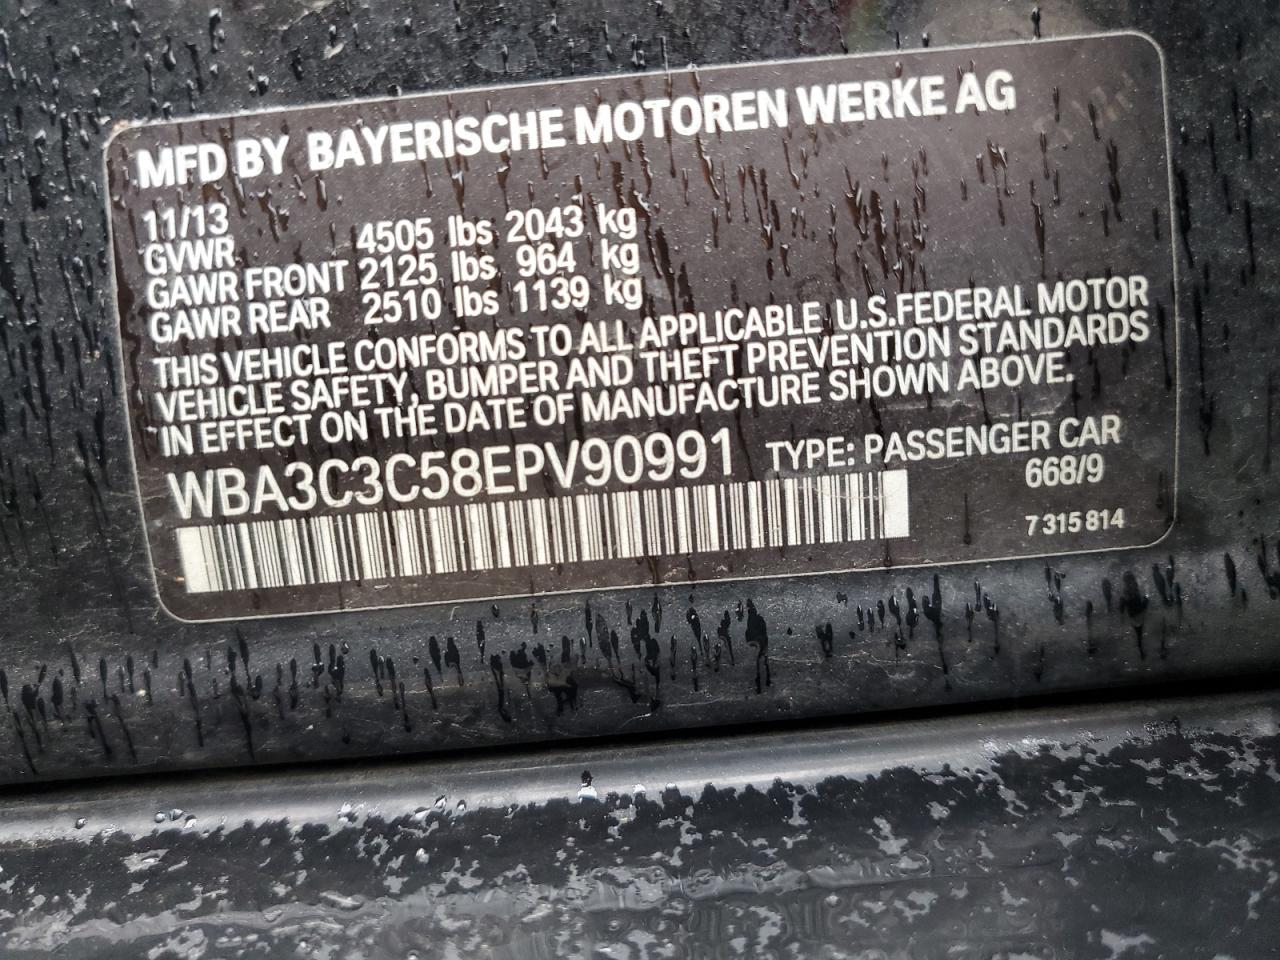 MFD BY BAYERISCHE MOTOREN WERKE AG
11/13
GVWR 4505 lbs 2043 kg
GAWR FRONT 2125 lbs 964 kg
GAWR REAR 2510 lbs 1139 kg
THIS VEHICLE CONFORMS TO ALL APPLICABLE U.S.FEDERAL MOTOR
VEHICLE SAFETY, BUMPER AND THEFT PREVENTION STANDARDS
IN EFFECT ON THE DATE OF MANUFACTURE SHOWN ABOVE.
WBA3C3C58EPV90991 TYPE: PASSENGER CAR
668/9
7 315 814